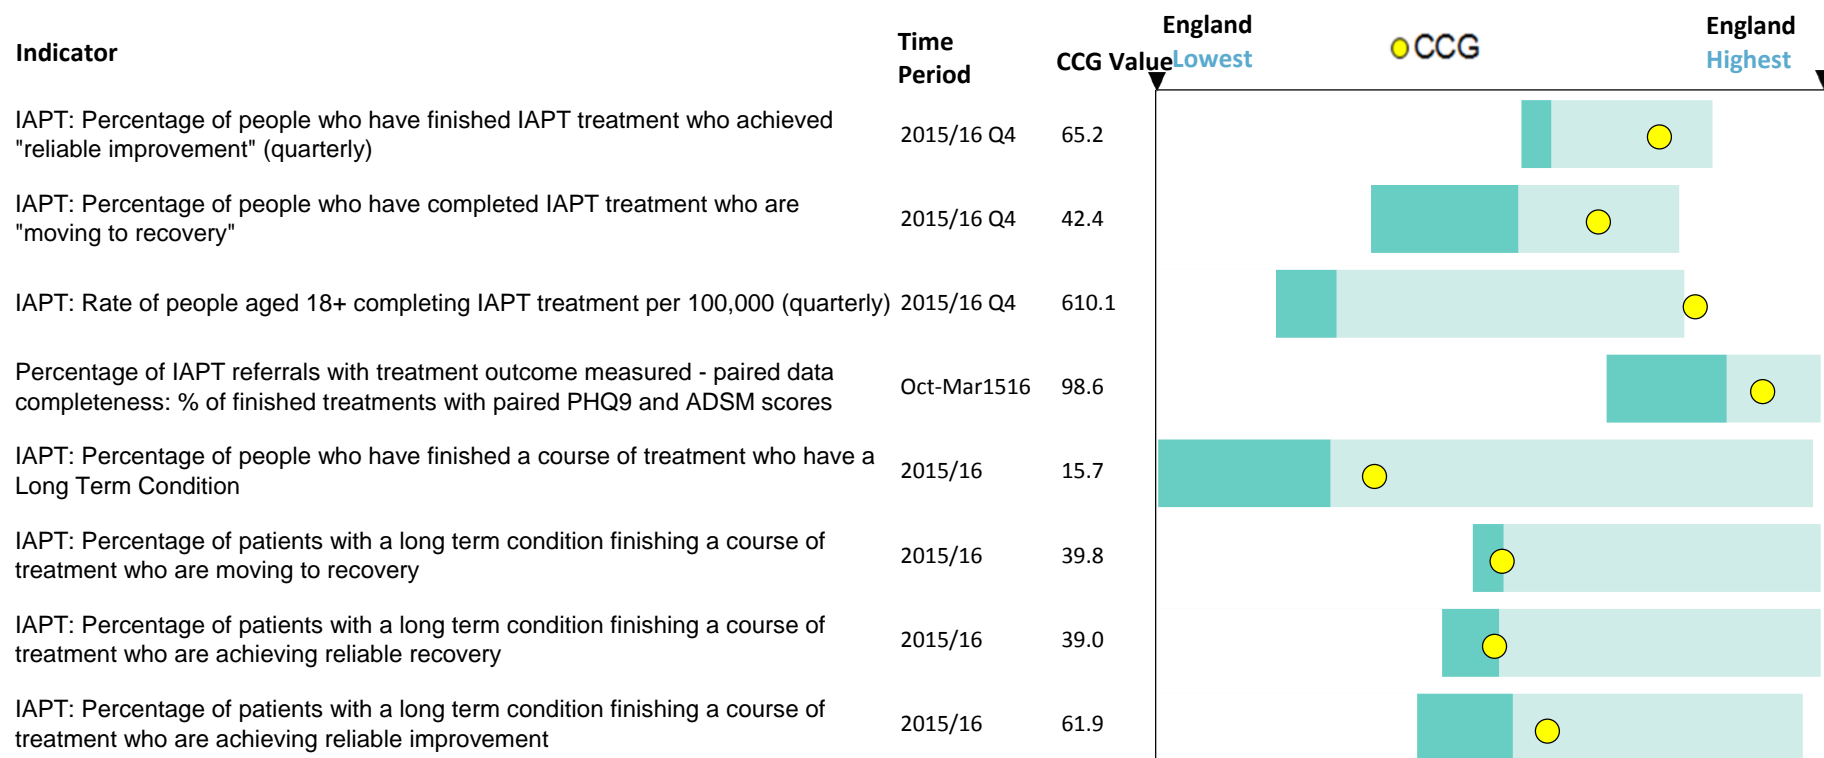 Indicator
Time
Period
CCG Value
England
Lowest
CCG
England
Highest
IAPT: Percentage of people who have finished IAPT treatment who achieved
"reliable improvement" (quarterly)
2015/16 Q4
65.2
IAPT: Percentage of people who have completed IAPT treatment who are
"moving to recovery"
2015/16 Q4
42.4
IAPT: Rate of people aged 18+ completing IAPT treatment per 100,000 (quarterly)
2015/16 Q4
610.1
Percentage of IAPT referrals with treatment outcome measured - paired data
completeness: % of finished treatments with paired PHQ9 and ADSM scores
Oct-Mar1516
98.6
IAPT: Percentage of people who have finished a course of treatment who have a
Long Term Condition
2015/16
15.7
IAPT: Percentage of patients with a long term condition finishing a course of
treatment who are moving to recovery
2015/16
39.8
IAPT: Percentage of patients with a long term condition finishing a course of
treatment who are achieving reliable recovery
2015/16
39.0
IAPT: Percentage of patients with a long term condition finishing a course of
treatment who are achieving reliable improvement
2015/16
61.9